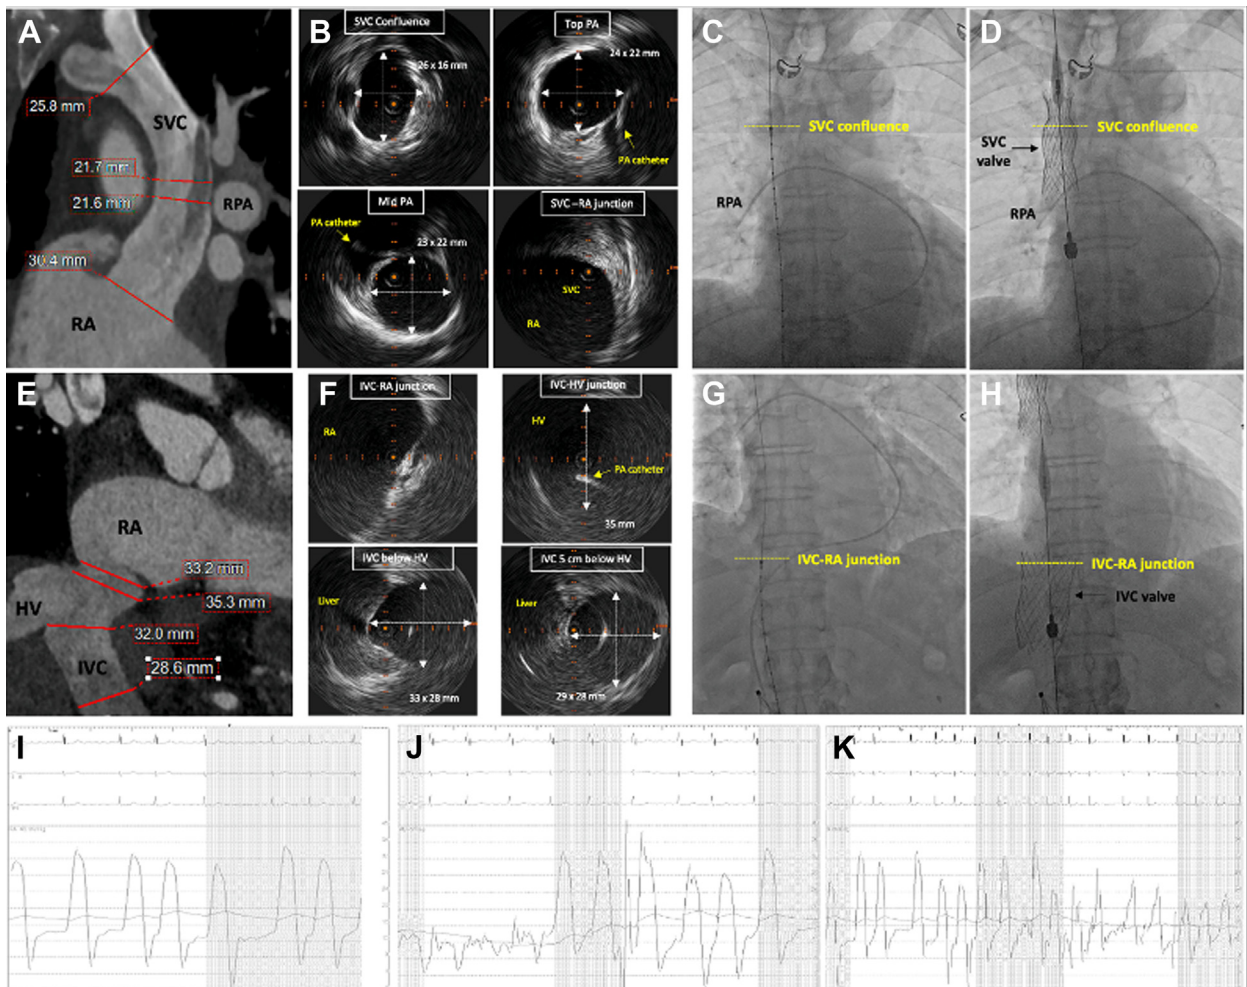 A
25.8 mm
SVC
21.7 mm
21.6 mm
RPA
30.4 mm
RA
B
SVC Confluence
26 x 16 mm
Top PA
24 x 22 mm
PA catheter
Mid PA
PA catheter
23 x 22 mm
SVC –RA junction
SVC
RA
C
SVC confluence
RPA
D
SVC confluence
SVC
valve
RPA
E
RA
33.2 mm
HV
35.3 mm
32.0 mm
IVC
28.6 mm
F
IVC-RA junction
RA
IVC-HV junction
HV
PA catheter
35 mm
IVC below HV
Liver
33 x 28 mm
IVC 5 cm below HV
Liver
29 x 28 mm
G
IVC-RA junction
H
IVC-RA junction
IVC valve
I
J
K